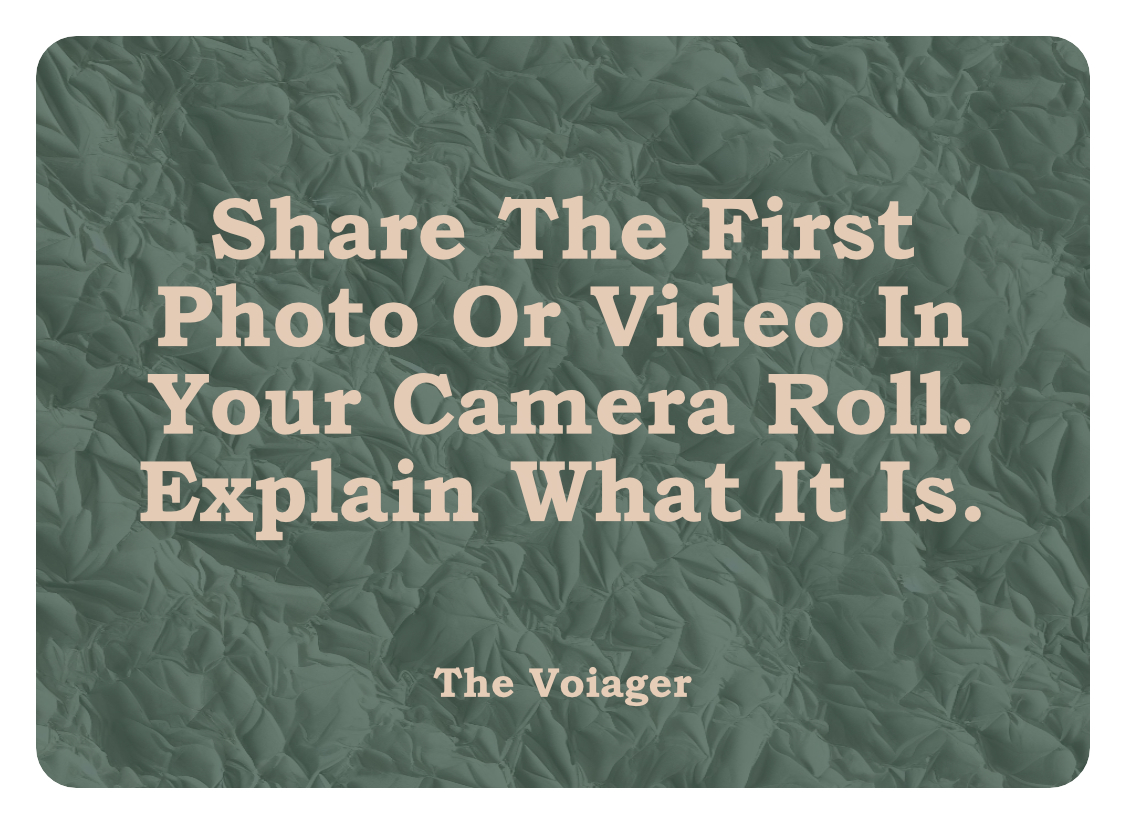 Share The First
Photo Or Video In
Your Camera Roll.
Explain What It Is.
The Voiager